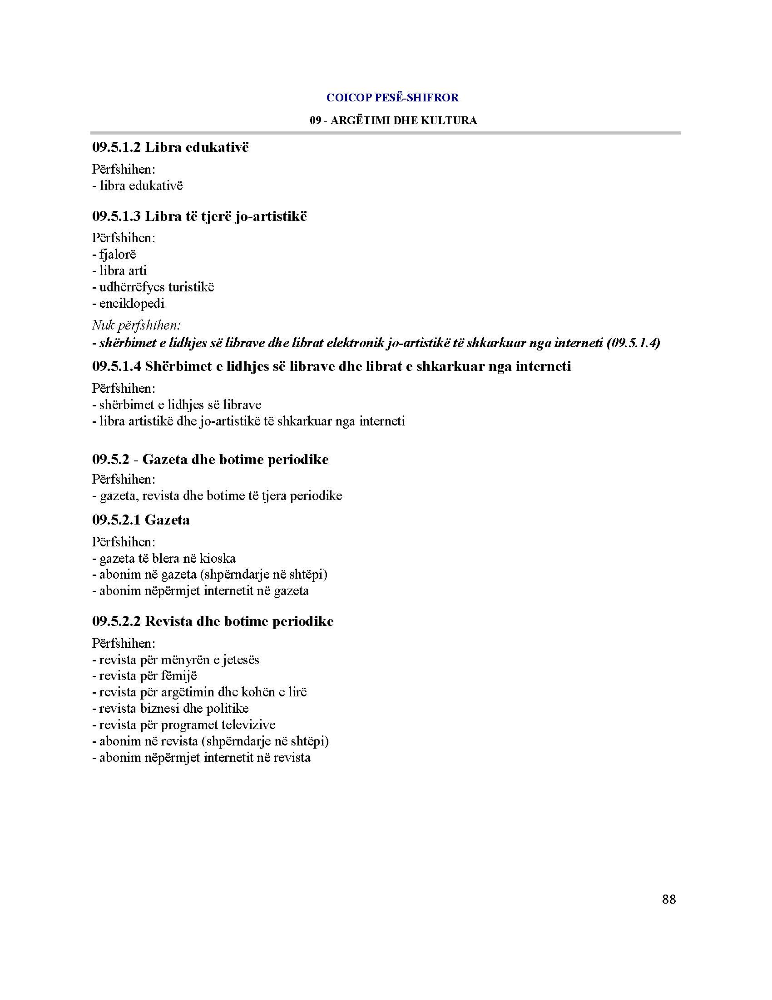 COICOP PESË-SHIFROR
09 - ARGËTIMI DHE KULTURA
09.5.1.2 Libra edukativë
Përfshihen:
- libra edukativë
09.5.1.3 Libra të tjerë jo-artistikë
Përfshihen:
- fjalorë
- libra arti
- udhërrëfyes turistikë
- enciklopedi
Nuk përfshihen:
- shërbimet e lidhjes së librave dhe librat elektronik jo-artistikë të shkarkuar nga interneti (09.5.1.4)
09.5.1.4 Shërbimet e lidhjes së librave dhe librat e shkarkuar nga interneti
Përfshihen:
- shërbimet e lidhjes së librave
- libra artistikë dhe jo-artistikë të shkarkuar nga interneti
09.5.2 - Gazeta dhe botime periodike
Përfshihen:
- gazeta, revista dhe botime të tjera periodike
09.5.2.1 Gazeta
Përfshihen:
- gazeta të blera në kioska
- abonim në gazeta (shpërndarje në shtëpi)
- abonim nëpërmjet internetit në gazeta
09.5.2.2 Revista dhe botime periodike
Përfshihen:
- revista për mënyrën e jetesës
- revista për fëmijë
- revista për argëtimin dhe kohën e lirë
- revista biznesi dhe politike
- revista për programet televizive
- abonim në revista (shpërndarje në shtëpi)
- abonim nëpërmjet internetit në revista
88